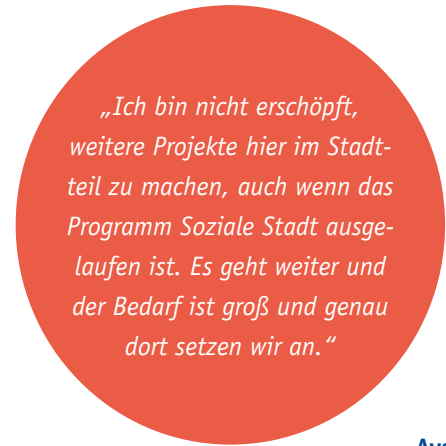 „Ich bin nicht erschöpft,
weitere Projekte hier im Stadt-
teil zu machen, auch wenn das
Programm Soziale Stadt ausge-
laufen ist. Es geht weiter und
der Bedarf ist groß und genau
dort setzen wir an.“